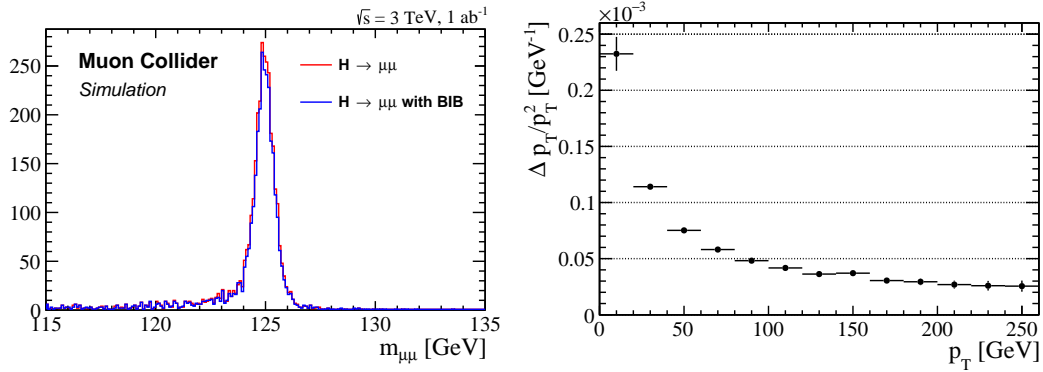 √s = 3 TeV, 1 ab⁻¹
Muon Collider
Simulation
H → μμ
H → μμ with BIB
250
200
150
100
50
0
115 120 125 130 135
m_μμ [GeV]
×10⁻³
0.25
0.2
0.15
0.1
0.05
0
Δ p_T/p_T² [GeV⁻¹]
0 50 100 150 200 250
p_T [GeV]